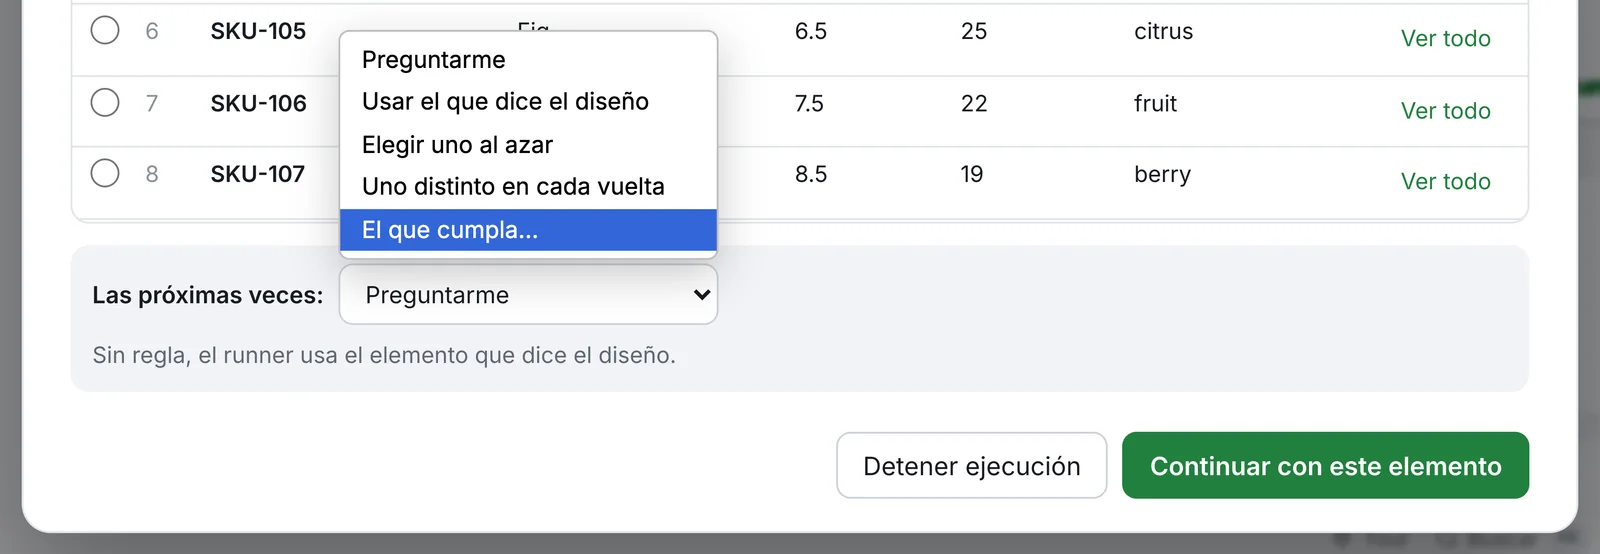 6 SKU-105 Fig 6.5 25 citrus Ver todo
7 SKU-106 7.5 22 fruit Ver todo
8 SKU-107 8.5 19 berry Ver todo
Preguntarme
Usar el que dice el diseño
Elegir uno al azar
Uno distinto en cada vuelta
El que cumpla...
Las próximas veces: Preguntarme
Sin regla, el runner usa el elemento que dice el diseño.
Detener ejecución Continuar con este elemento